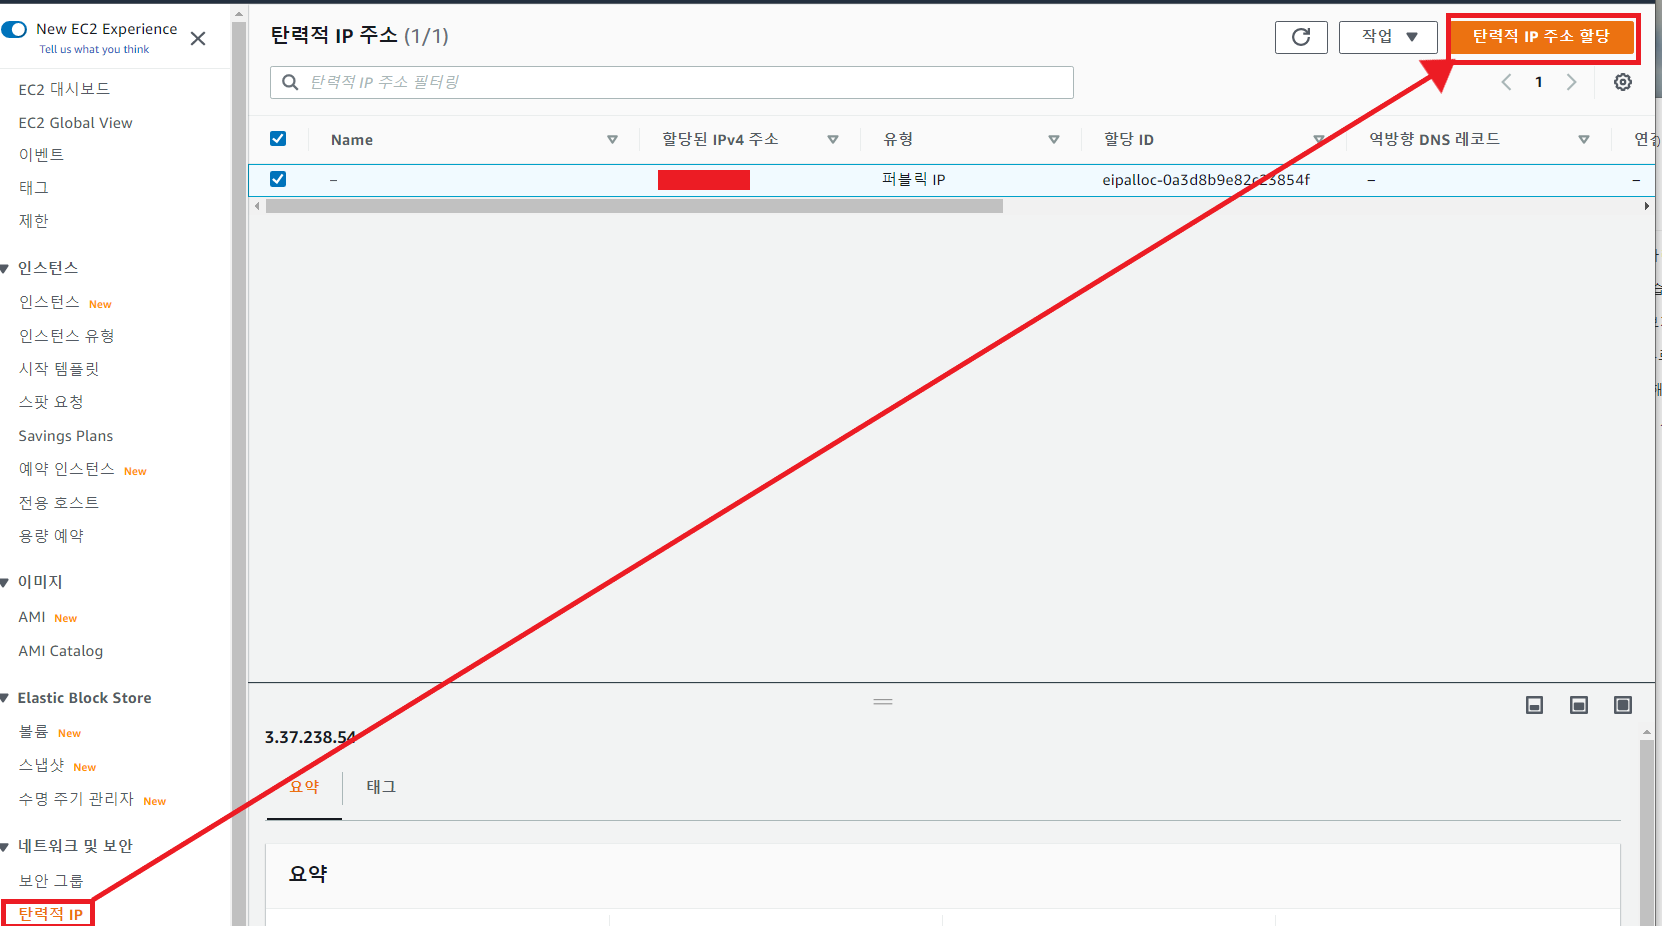 New EC2 Experience
Tell us what you think
EC2 대시보드
EC2 Global View
이벤트
태그
제한
인스턴스
인스턴스 New
인스턴스 유형
시작 템플릿
스팟 요청
Savings Plans
예약 인스턴스 New
전용 호스트
용량 예약
이미지
AMI New
AMI Catalog
Elastic Block Store
볼륨 New
스냅샷 New
수명 주기 관리자 New
네트워크 및 보안
보안 그룹
탄력적 IP
탄력적 IP 주소 (1/1)
작업
탄력적 IP 주소 할당
탄력적 IP 주소 필터링
1
Name 할당된 IPv4 주소 유형 할당 ID 역방향 DNS 레코드
– 퍼블릭 IP eipalloc-0a3d8b9e82c23854f – –
3.37.238.54
요약 태그
요약